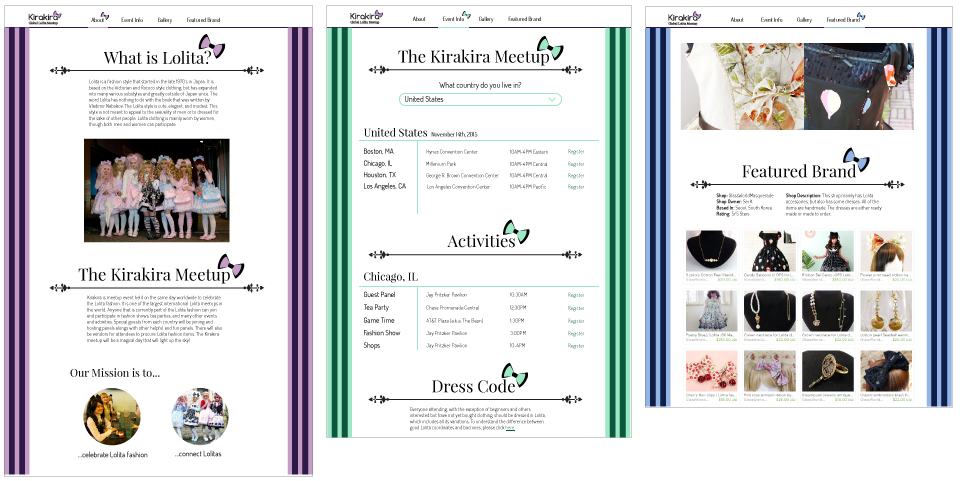 Kirakira
Global Lolita Meetup
About Event Info Gallery Featured Brand
What is Lolita?
Lolita is a fashion style that started in the late 1970's in Japan. It is
based on the Victorian and Rococo style clothing, but has expanded
into many various substyles and greatly outside of Japan since. The
word Lolita has nothing to do with the book that was written by
Vladimir Nabokov. The Lolita style is cute, elegant, and modest. This
style is not meant to appeal to the sexuality of men or to dressed for
the sake of other people. Lolita clothing is mainly worn by women,
though both men and women can participate.
The Kirakira Meetup
Kirakira is meetup event held on the same day worldwide to celebrate
the Lolita fashion. It is one of the largest international Lolita meetups in
the world. Anyone that is currently part of the Lolita fashion can join
and participate in fashion shows, tea parties, and many other events
and activities. Special guests from each country will be joining and
hosting panels along with other helpful and fun panels. There will also
be vendors for attendees to procure Lolita fashion items. The Kirakira
meetup will be a magical day that will light up the sky!
Our Mission is to...
...celebrate Lolita fashion
...connect Lolitas
Kirakira
Global Lolita Meetup
About Event Info Gallery Featured Brand
The Kirakira Meetup
What country do you live in?
United States
United States November 14th, 2015
Boston, MA Hynes Convention Center 10AM-4PM Eastern Register
Chicago, IL Millenium Park 10AM-4PM Central Register
Houston, TX George R. Brown Convention Center 10AM-4PM Central Register
Los Angeles, CA Los Angeles Convention Center 10AM-4PM Pacific Register
Activities
Chicago, IL
Guest Panel Jay Pritzker Pavilion 10:30AM Register
Tea Party Chase Promenade Central 12:30PM Register
Game Time AT&T Plaza (a.k.a. The Bean) 1:30PM Register
Fashion Show Jay Pritzker Pavilion 3:00PM Register
Shops Jay Pritzker Pavilion 10-4PM Register
Dress Code
Everyone attending, with the exception of beginners and others
interested but have not yet bought clothing, should be dressed in Lolita,
which includes all its variations. To understand the difference between
good Lolita coordinates and bad ones, please click here.
Kirakira
Global Lolita Meetup
About Event Info Gallery Featured Brand
Featured Brand
Shop: GlassWorldMasquerade
Shop Owner:
Based In: Seoul, South Korea
Rating: 5/5 Stars
Shop Description: This shop mainly has Lolita
accessories, but also has some dresses. All of the
items are handmade. The dresses are either ready
made or made to order.